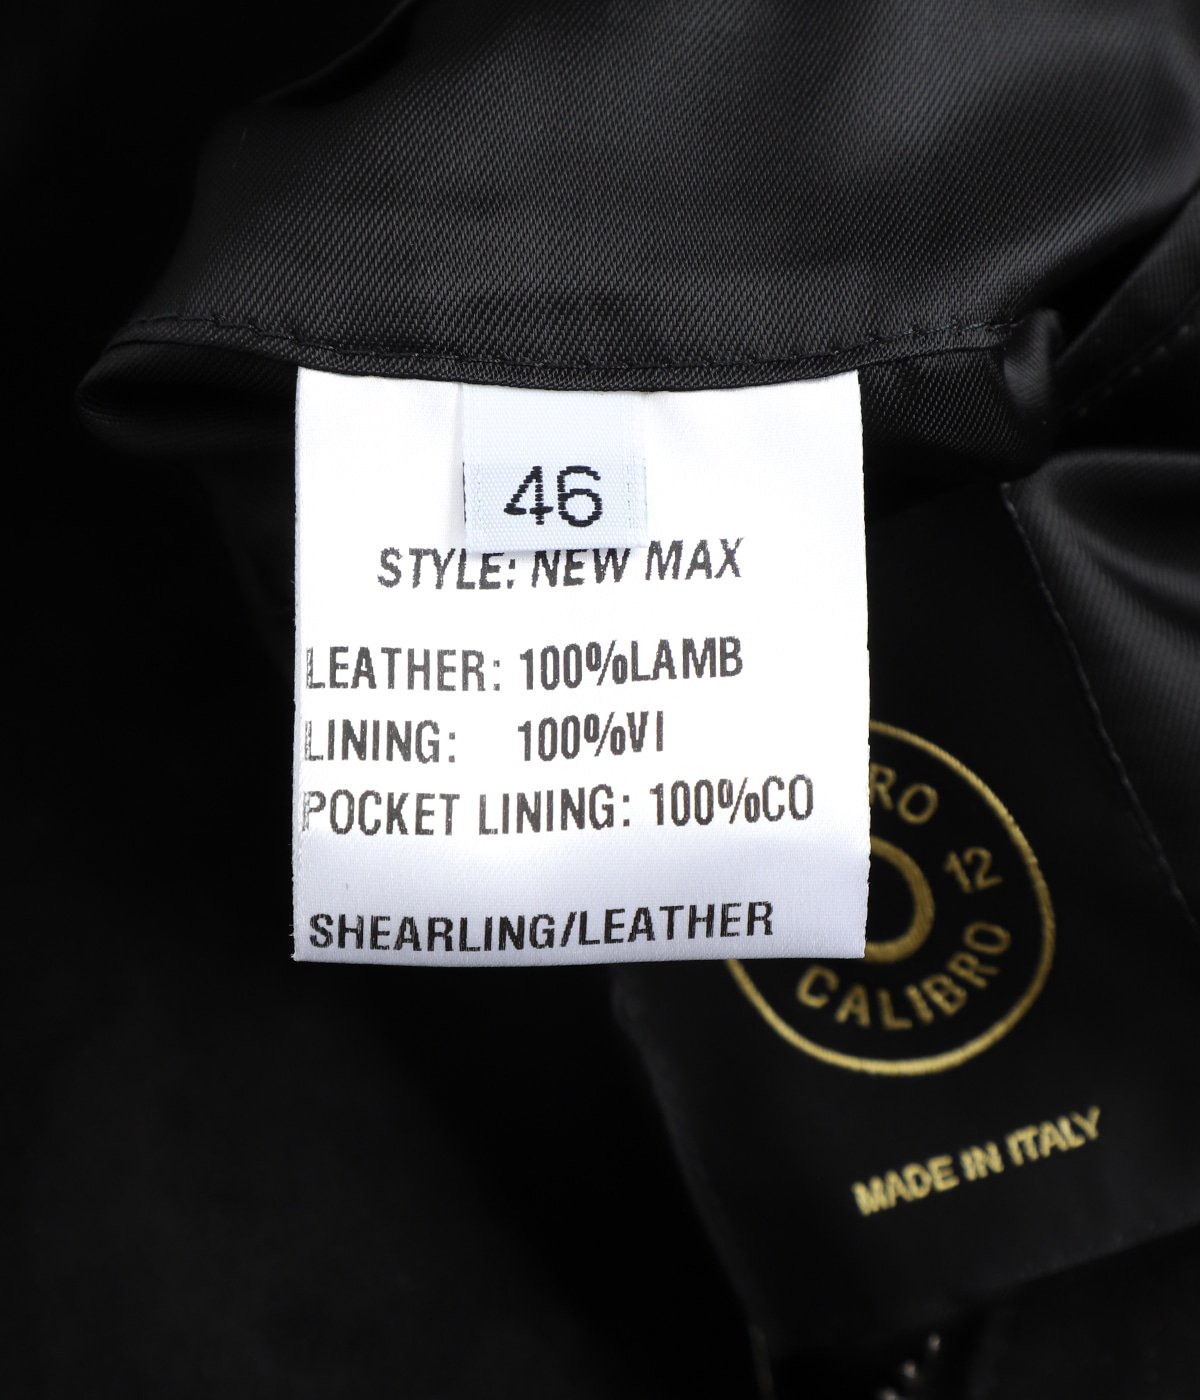 46
STYLE: NEW MAX
LEATHER: 100%LAMB
LINING: 100%VI
POCKET LINING: 100%CO
SHEARLING/LEATHER
12
CALIBRO
MADE IN ITALY